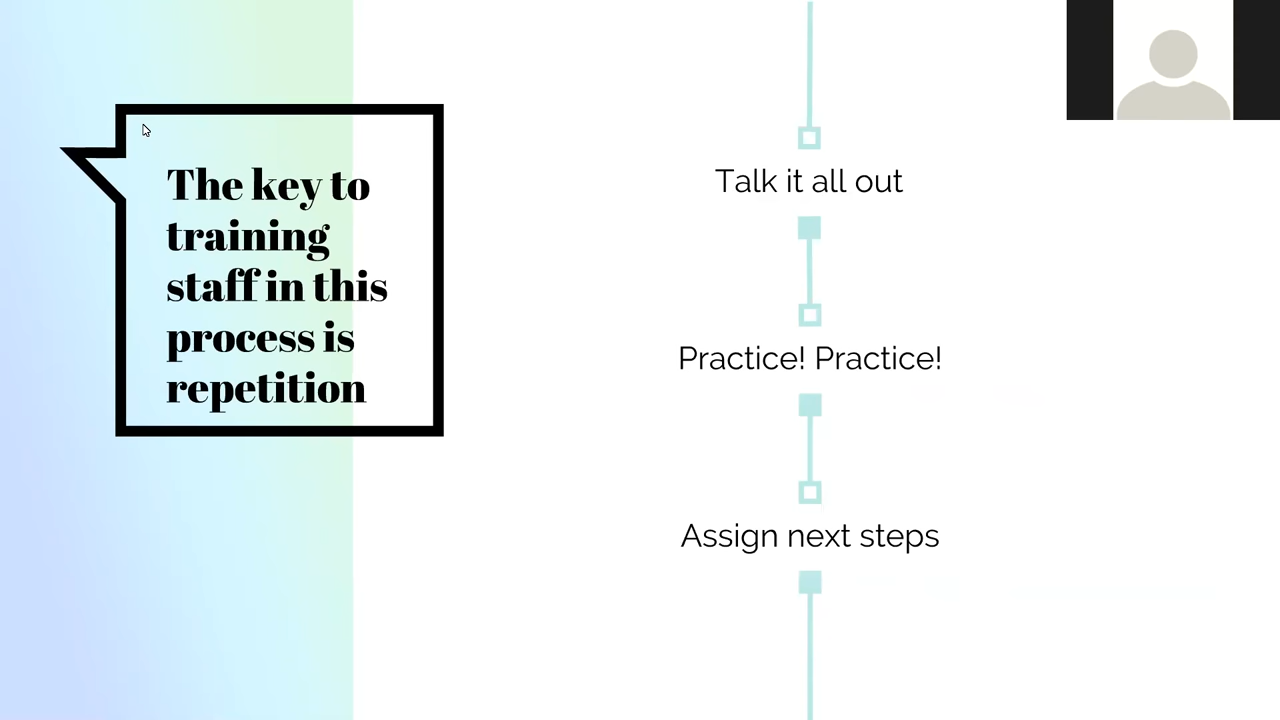 The key to
training
staff in this
process is
repetition
Talk it all out
Practice! Practice!
Assign next steps